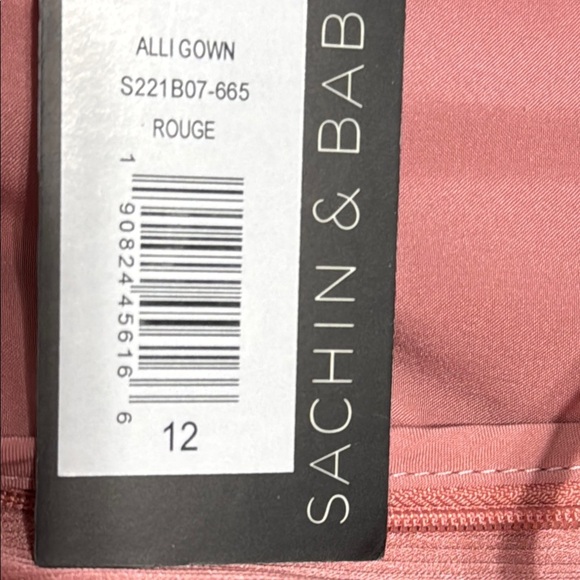 ALLI GOWN
S221B07-665
ROUGE
1 90824 45616 6
12
SACHIN & BAB